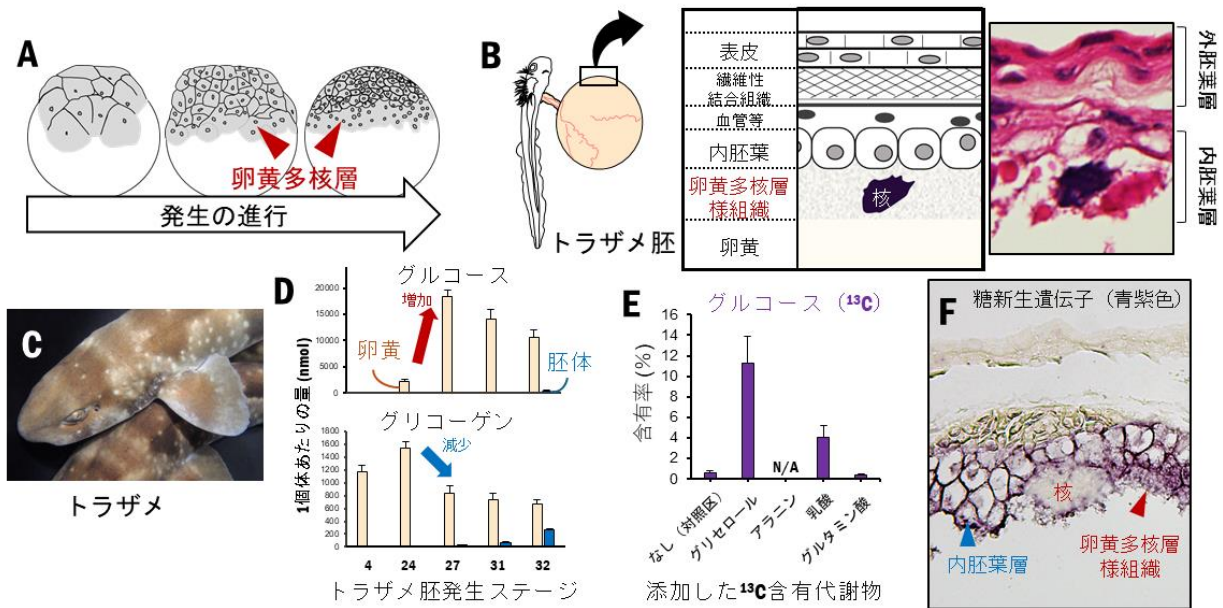 A
卵黄多核層
発生の進行
B
トラザメ胚
表皮
繊維性
結合組織
血管等
内胚葉
卵黄多核層
様組織
卵黄
核
外胚葉層
内胚葉層
C
トラザメ
D
グルコース
増加
卵黄
胚体
20000
15000
10000
5000
0
グリコーゲン
減少
1800
1600
1400
1200
1000
800
600
400
200
0
1個体あたりの量 (nmol)
4 24 27 31 32
トラザメ胚発生ステージ
E
グルコース (¹³C)
含有率 (%)
16
14
12
10
8
6
4
2
0
N/A
なし (対照区)
グリセロール
アラニン
乳酸
グルタミン酸
添加した¹³C含有代謝物
F
糖新生遺伝子 (青紫色)
核
内胚葉層
卵黄多核層
様組織